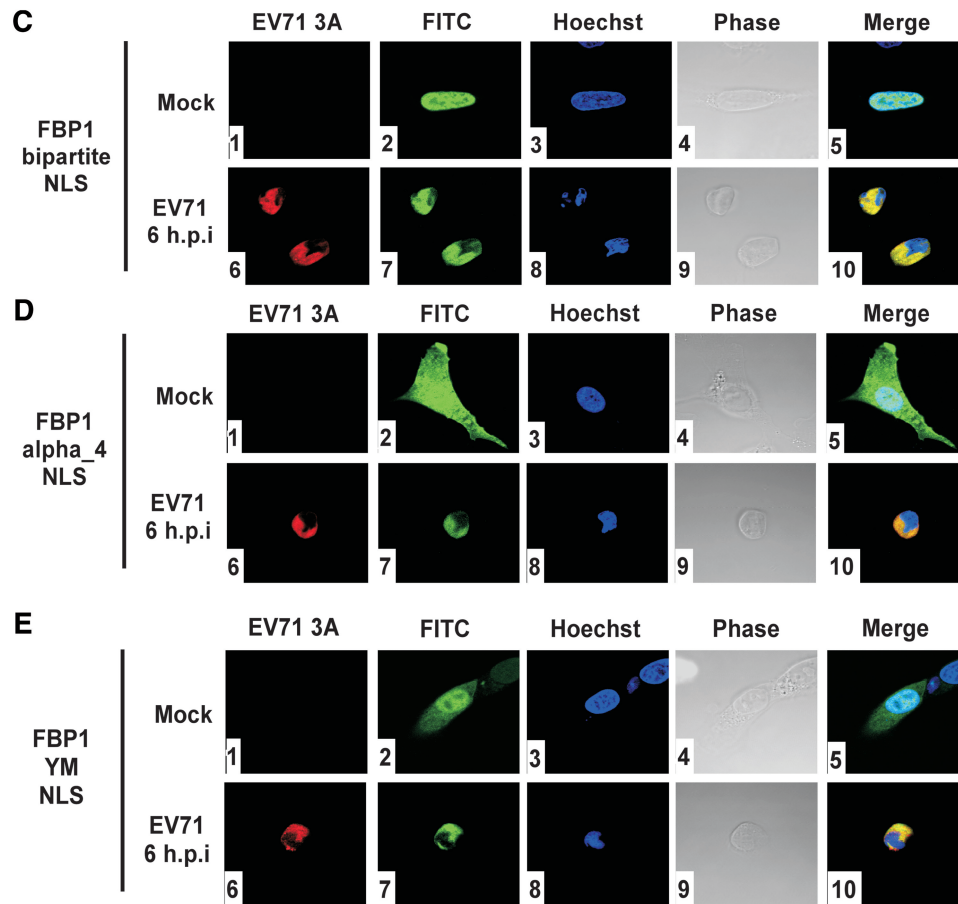 C
EV71 3A FITC Hoechst Phase Merge
FBP1
bipartite
NLS
Mock
1 2 3 4 5
EV71
6 h.p.i
6 7 8 9 10
D
EV71 3A FITC Hoechst Phase Merge
FBP1
alpha_4
NLS
Mock
1 2 3 4 5
EV71
6 h.p.i
6 7 8 9 10
E
EV71 3A FITC Hoechst Phase Merge
FBP1
YM
NLS
Mock
1 2 3 4 5
EV71
6 h.p.i
6 7 8 9 10